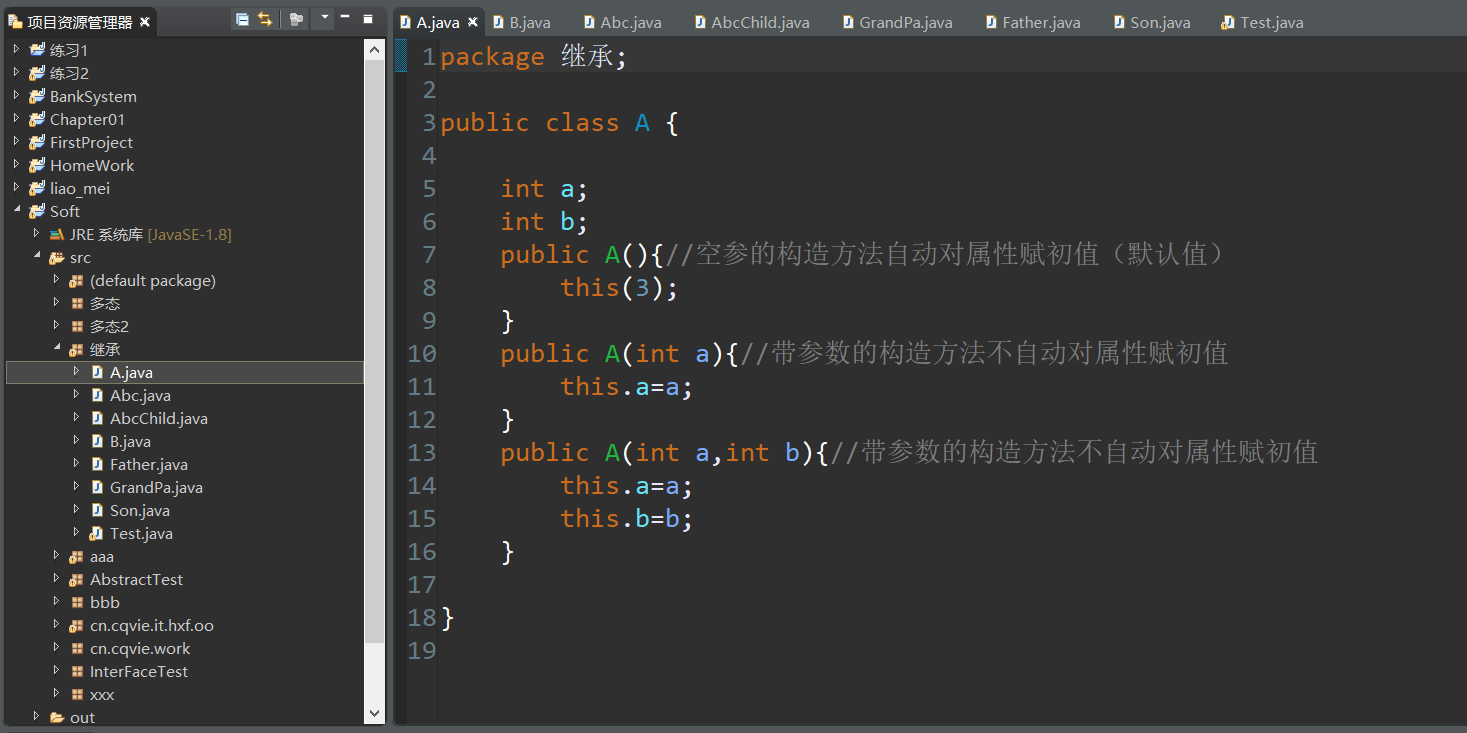 项目资源管理器
练习1
练习2
BankSystem
Chapter01
FirstProject
HomeWork
liao_mei
Soft
JRE 系统库 [JavaSE-1.8]
src
(default package)
多态
多态2
继承
A.java
Abc.java
AbcChild.java
B.java
Father.java
GrandPa.java
Son.java
Test.java
aaa
AbstractTest
bbb
cn.cqvie.it.hxf.oo
cn.cqvie.work
InterFaceTest
xxx
out
A.java B.java Abc.java AbcChild.java GrandPa.java Father.java Son.java Test.java
1 package 继承;
2
3 public class A {
4
5 int a;
6 int b;
7 public A(){//空参的构造方法自动对属性赋初值（默认值）
8 this(3);
9 }
10 public A(int a){//带参数的构造方法不自动对属性赋初值
11 this.a=a;
12 }
13 public A(int a,int b){//带参数的构造方法不自动对属性赋初值
14 this.a=a;
15 this.b=b;
16 }
17
18 }
19